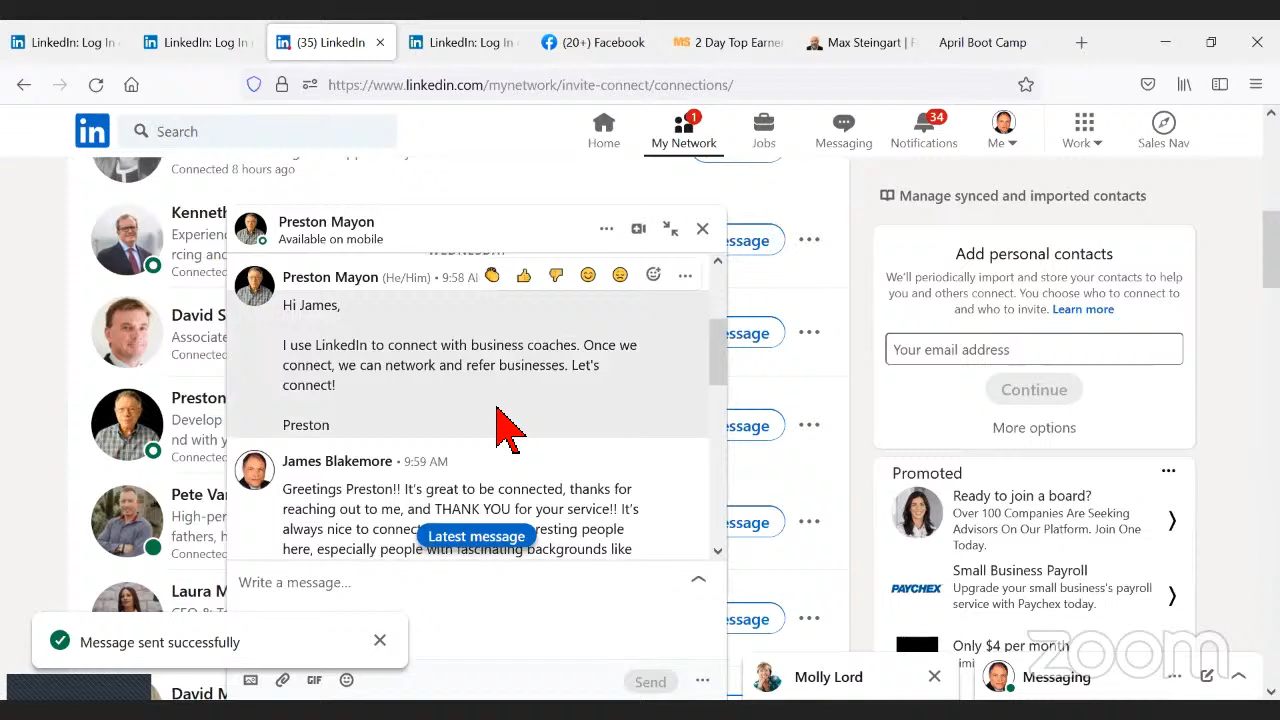 LinkedIn: Log In
LinkedIn: Log In
(35) LinkedIn
LinkedIn: Log In
(20+) Facebook
MS 2 Day Top Earne
Max Steingart | F
April Boot Camp
https://www.linkedin.com/mynetwork/invite-connect/connections/
in
Search
Home
1
My Network
Jobs
Messaging
34
Notifications
Me
Work
Sales Nav
Connected 8 hours ago
Kenneth
Experien
rcing and
Connected
ssage
David S
Associate
Connected
ssage
Preston
Develop
nd with y
Connected
ssage
Pete Var
High-per
fathers, h
Connected
ssage
Laura M
ssage
David M
Preston Mayon
Available on mobile
WEDNESDAY
Preston Mayon (He/Him) • 9:58 AM
Hi James,
I use LinkedIn to connect with business coaches. Once we
connect, we can network and refer businesses. Let's
connect!
Preston
James Blakemore • 9:59 AM
Greetings Preston!! It's great to be connected, thanks for
reaching out to me, and THANK YOU for your service!! It's
always nice to connect resting people
here, especially people with fascinating backgrounds like
Latest message
Write a message...
GIF
Send
Message sent successfully
Manage synced and imported contacts
Add personal contacts
We'll periodically import and store your contacts to help
you and others connect. You choose who to connect to
and who to invite. Learn more
Your email address
Continue
More options
Promoted
Ready to join a board?
Over 100 Companies Are Seeking
Advisors On Our Platform. Join One
Today.
PAYCHEX
Small Business Payroll
Upgrade your small business's payroll
service with Paychex today.
Only $4 per month
zoom
Molly Lord
Messaging